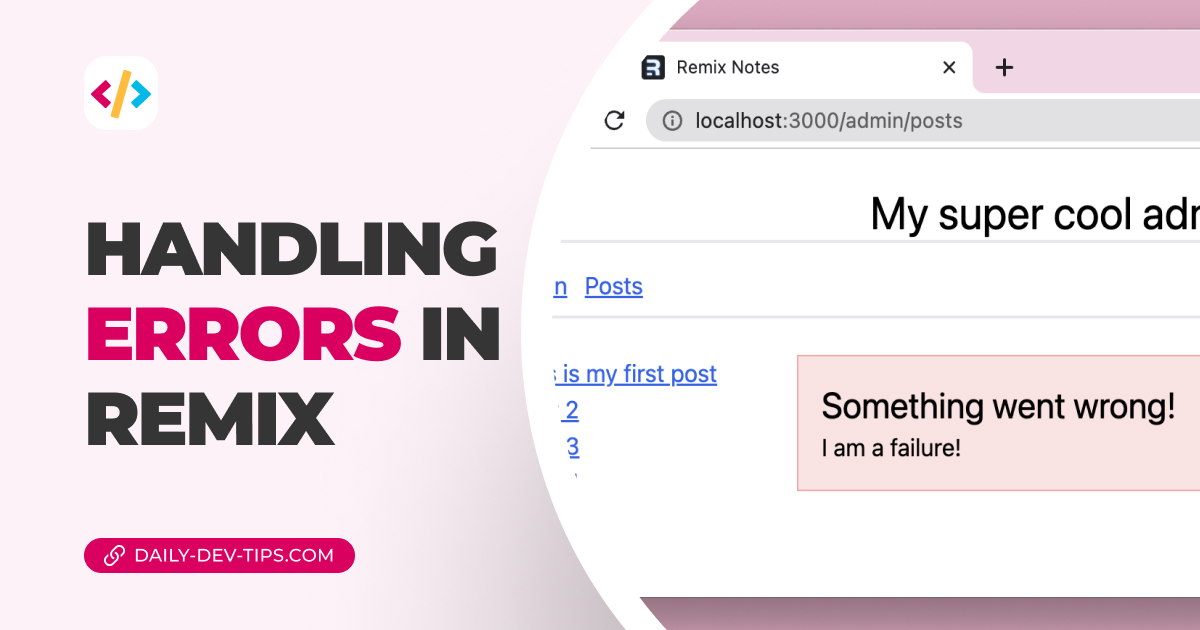 HANDLING
ERRORS IN
REMIX
DAILY-DEV-TIPS.COM
Remix Notes
localhost:3000/admin/posts
My super cool
Posts
is my first post
2
3
Something went wrong!
I am a failure!